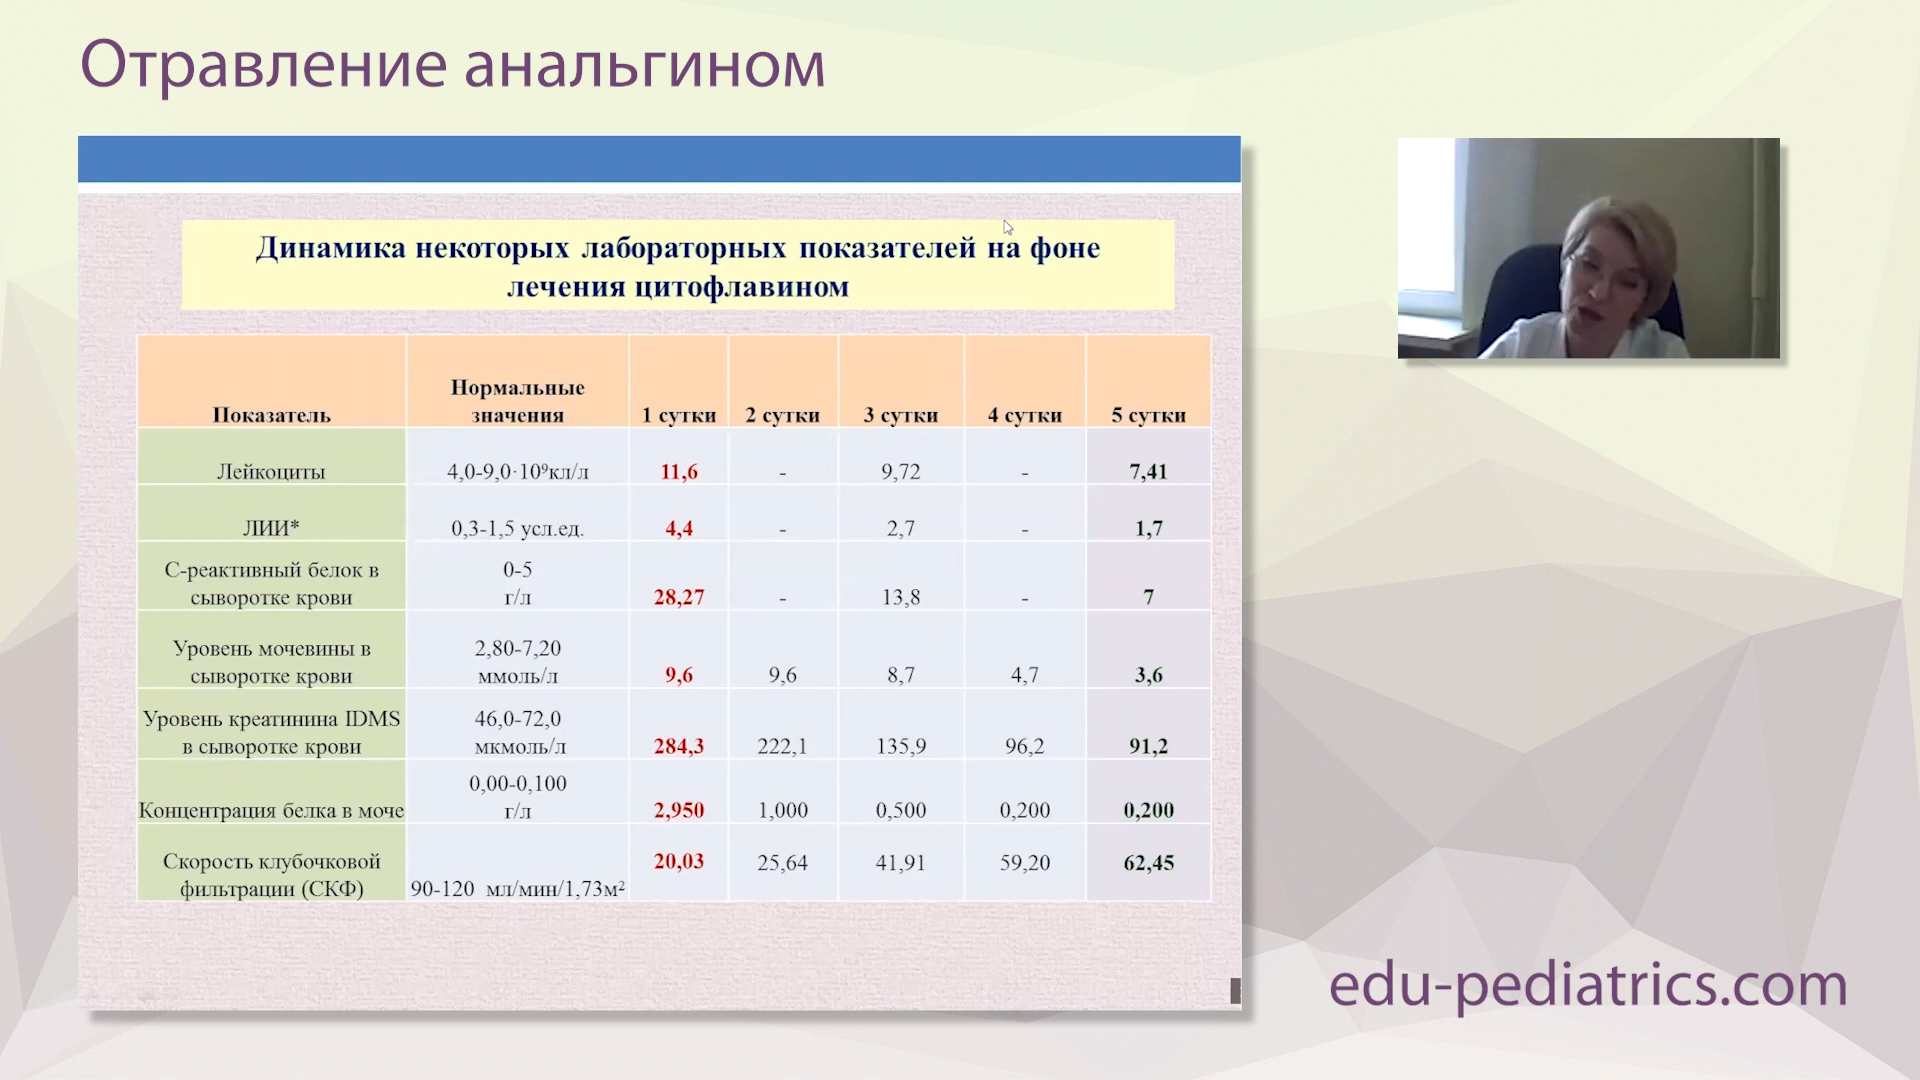 Отравление анальгином
Динамика некоторых лабораторных показателей на фоне
лечения цитофлавином
Показатель Нормальные значения 1 сутки 2 сутки 3 сутки 4 сутки 5 сутки
Лейкоциты 4,0-9,0·10⁹кл/л 11,6 - 9,72 - 7,41
ЛИИ* 0,3-1,5 усл.ед. 4,4 - 2,7 - 1,7
С-реактивный белок в
сыворотке крови 0-5 г/л 28,27 - 13,8 - 7
Уровень мочевины в
сыворотке крови 2,80-7,20 ммоль/л 9,6 9,6 8,7 4,7 3,6
Уровень креатинина IDMS
в сыворотке крови 46,0-72,0 мкмоль/л 284,3 222,1 135,9 96,2 91,2
Концентрация белка в моче 0,00-0,100 г/л 2,950 1,000 0,500 0,200 0,200
Скорость клубочковой
фильтрации (СКФ) 90-120 мл/мин/1,73м² 20,03 25,64 41,91 59,20 62,45
edu-pediatrics.com